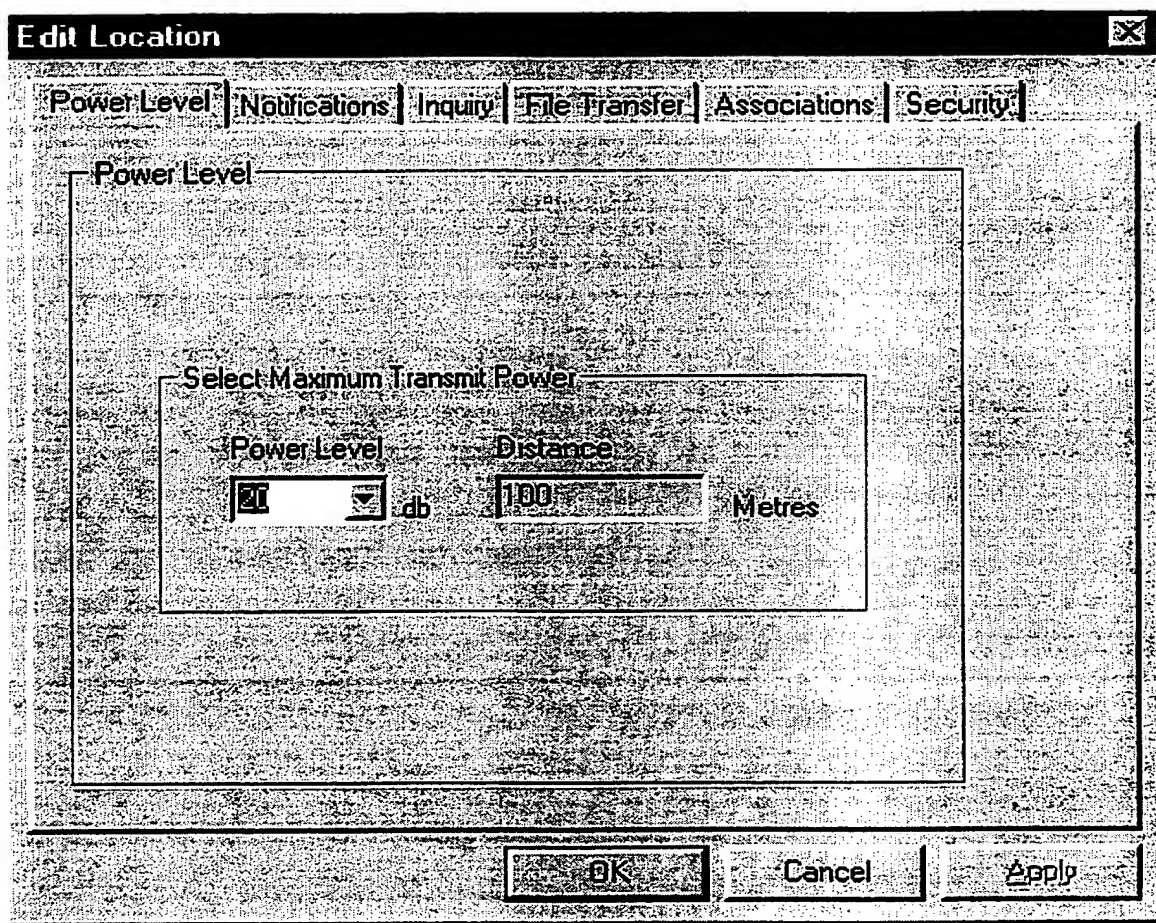 Edit Location
Power Level Notifications Inquiry File Transfer Associations Security
Power Level
Select Maximum Transmit Power
Power Level Distance
20 db 100 Metres
OK Cancel Apply